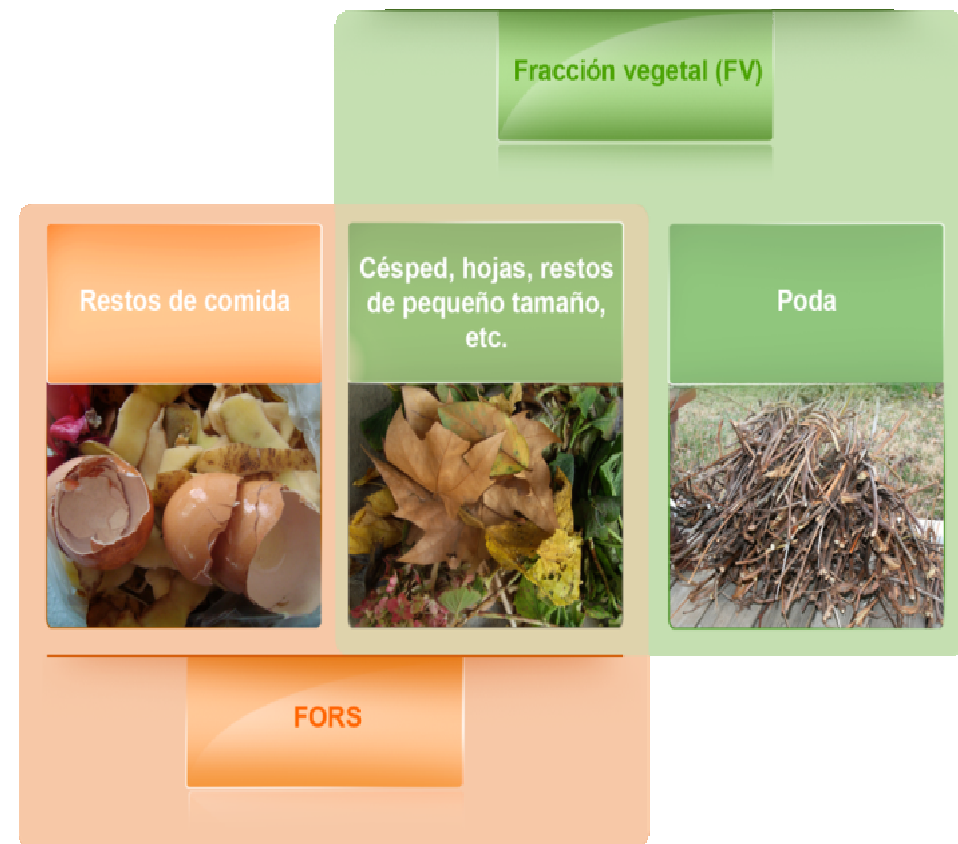 Fracción vegetal (FV)
Restos de comida
Césped, hojas, restos
de pequeño tamaño,
etc.
Poda
FORS